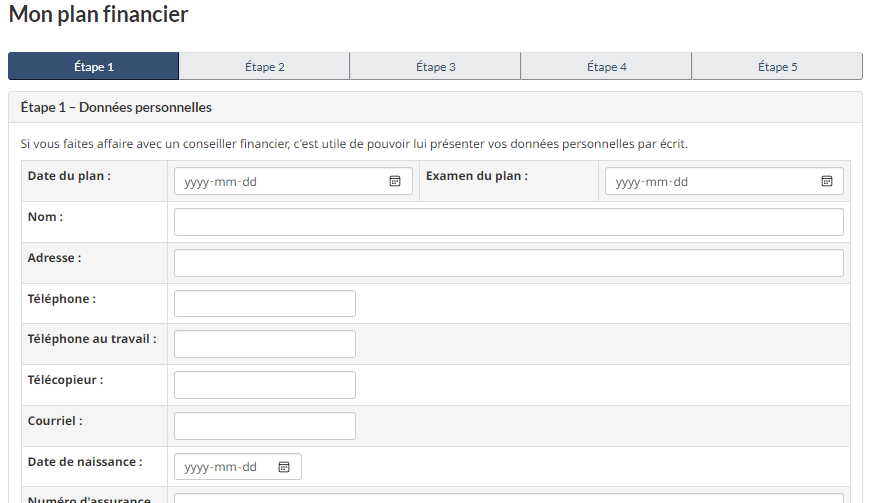 Mon plan financier
Étape 1 Étape 2 Étape 3 Étape 4 Étape 5
Étape 1 – Données personnelles
Si vous faites affaire avec un conseiller financier, c'est utile de pouvoir lui présenter vos données personnelles par écrit.
Date du plan : yyyy-mm-dd Examen du plan : yyyy-mm-dd
Nom :
Adresse :
Téléphone :
Téléphone au travail :
Télécopieur :
Courriel :
Date de naissance : yyyy-mm-dd
Numéro d'assurance